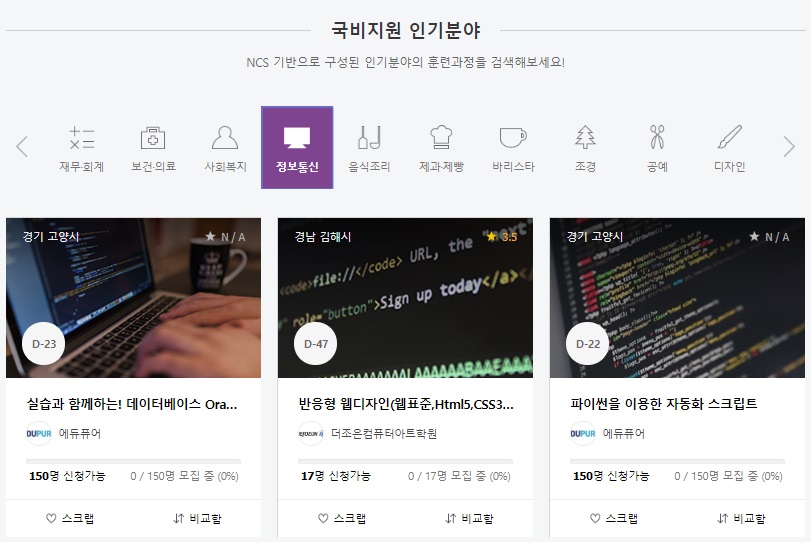 국비지원 인기분야
NCS 기반으로 구성된 인기분야의 훈련과정을 검색해보세요!
재무·회계 보건·의료 사회복지 정보통신 음식조리 제과·제빵 바리스타 조경 공예 디자인
경기 고양시 ★ N / A
경남 김해시 ★ 3.5
경기 고양시 ★ N / A
<code>file://</code> URL, the "next"
role="button">Sign up today</a>
D-23
D-47
D-22
실습과 함께하는! 데이터베이스 Ora...
반응형 웹디자인(웹표준,Html5,CSS3...
파이썬을 이용한 자동화 스크립트
에듀퓨어
더조은컴퓨터아트학원
에듀퓨어
150명 신청가능 0 / 150명 모집 중 (0%)
17명 신청가능 0 / 17명 모집 중 (0%)
150명 신청가능 0 / 150명 모집 중 (0%)
스크랩 비교함
스크랩 비교함
스크랩 비교함